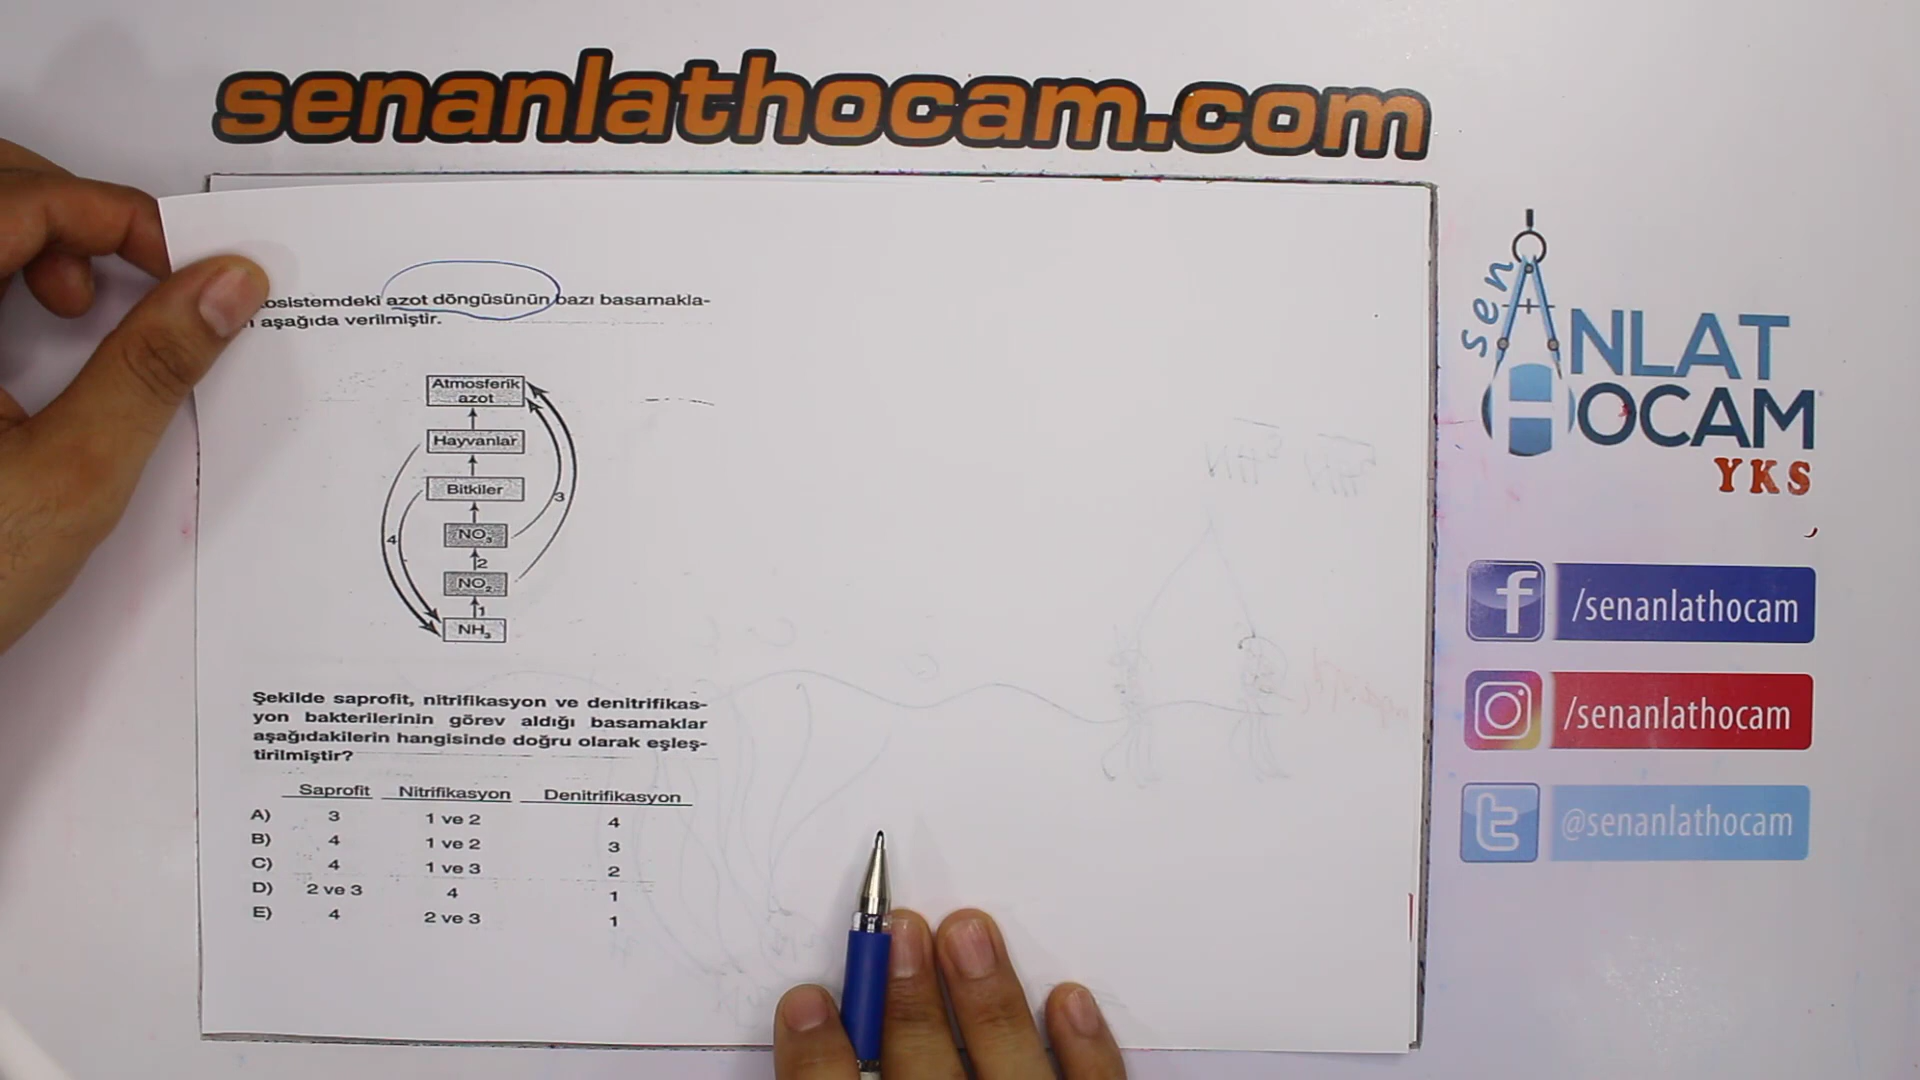 senanlathocam.com
osistemdeki azot döngüsünün bazı basamakla-
aşağıda verilmiştir.
Atmosferik
azot
Hayvanlar
Bitkiler
3
NO₃
4
2
NO₂
1
NH₃
Şekilde saprofit, nitrifikasyon ve denitrifikas-
yon bakterilerinin görev aldığı basamaklar
aşağıdakilerin hangisinde doğru olarak eşleş-
tirilmiştir?
Saprofit Nitrifikasyon Denitrifikasyon
A) 3 1 ve 2 4
B) 4 1 ve 2 3
C) 4 1 ve 3 2
D) 2 ve 3 4 1
E) 4 2 ve 3 1
sen
ANLAT
HOCAM
YKS
/senanlathocam
/senanlathocam
@senanlathocam